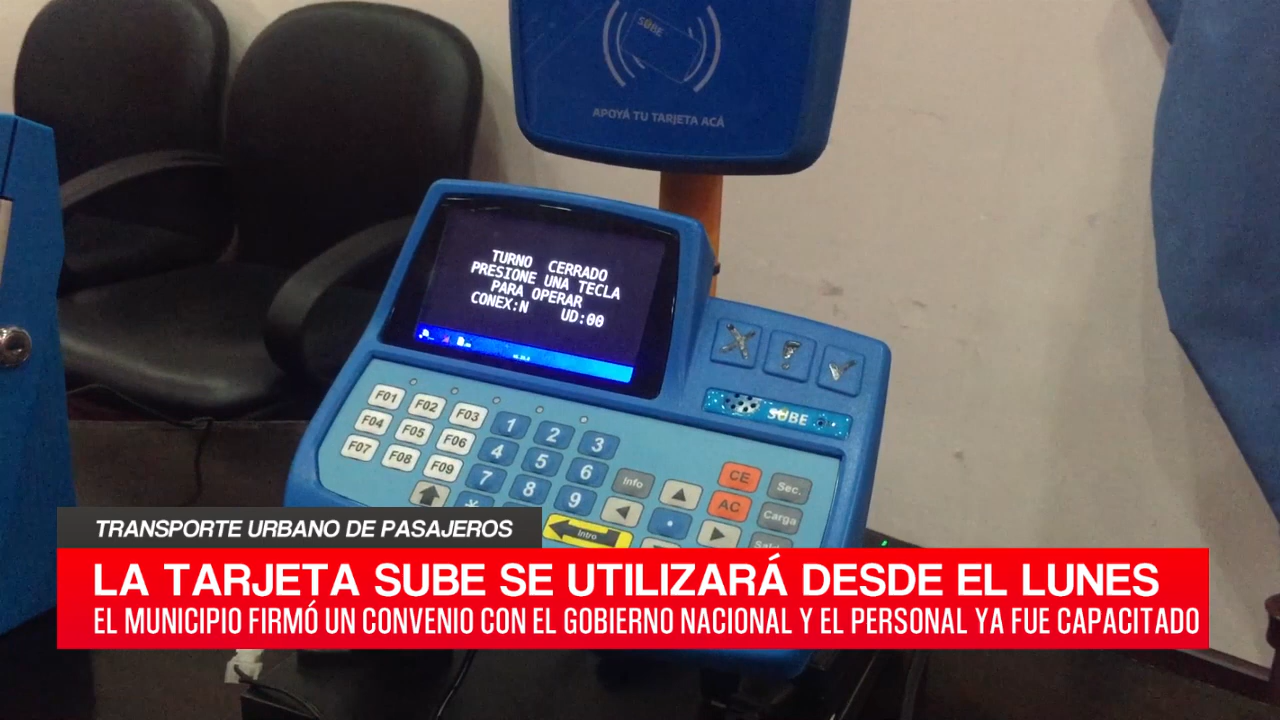 SUBE
APOYÁ TU TARJETA ACÁ
TURNO CERRADO
PRESIONE UNA TECLA
PARA OPERAR
CONEX:N UD:00
SUBE
F01 F02 F03 1 2 3
F04 F05 F06 4 5 6 Info CE Sec.
F07 F08 F09 7 8 9 AC Carga
Intro
TRANSPORTE URBANO DE PASAJEROS
LA TARJETA SUBE SE UTILIZARÁ DESDE EL LUNES
EL MUNICIPIO FIRMÓ UN CONVENIO CON EL GOBIERNO NACIONAL Y EL PERSONAL YA FUE CAPACITADO